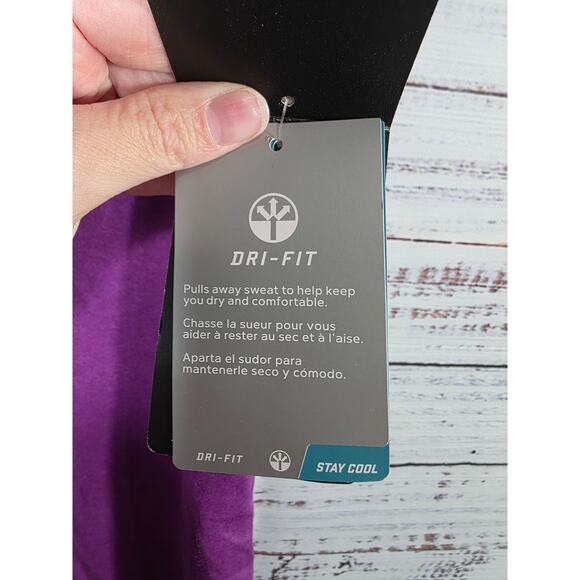 DRI-FIT
Pulls away sweat to help keep
you dry and comfortable.
Chasse la sueur pour vous
aider à rester au sec et à l'aise.
Aparta el sudor para
mantenerle seco y cómodo.
DRI-FIT
STAY COOL